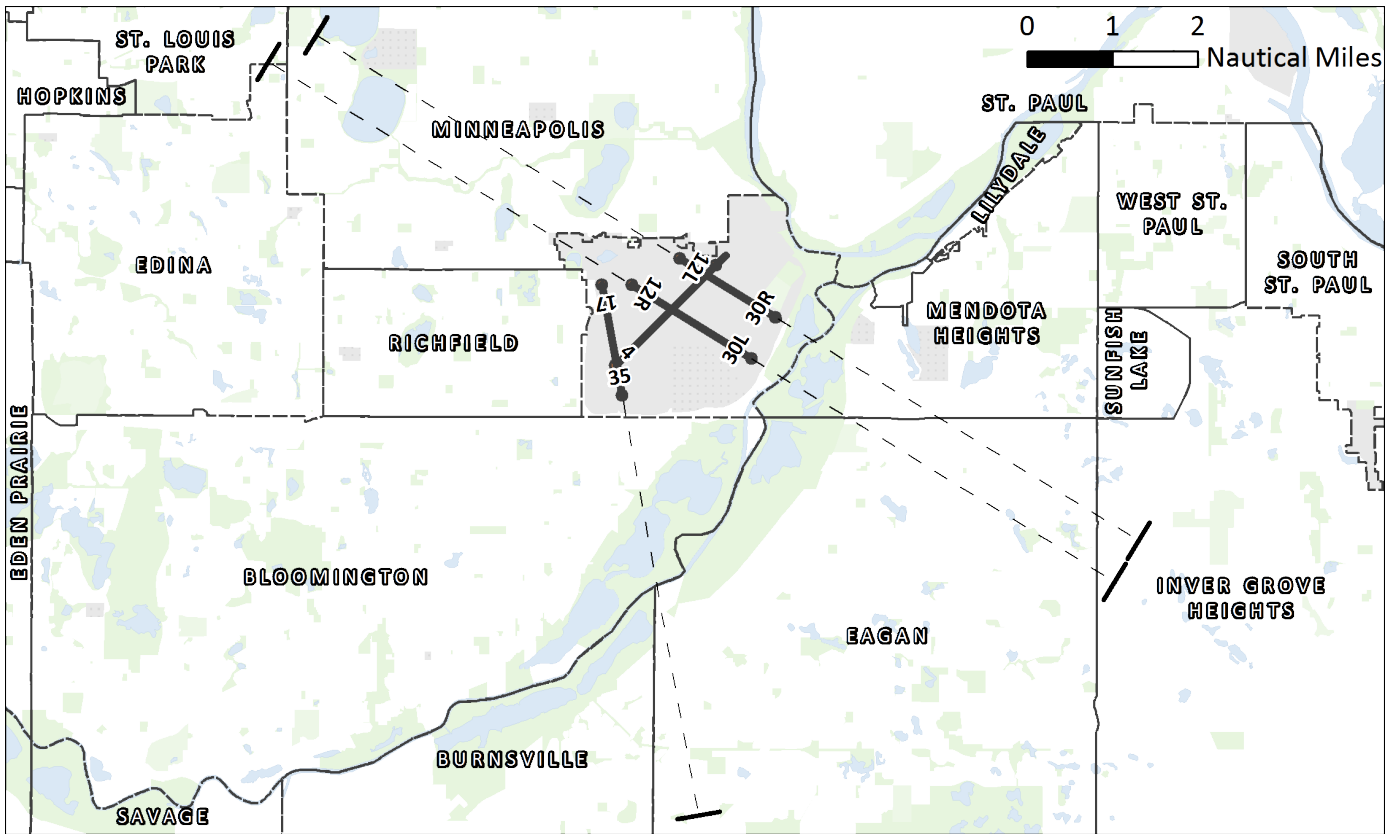 0 1 2
Nautical Miles
ST. LOUIS
PARK
HOPKINS
ST. PAUL
MINNEAPOLIS
LILYDALE
WEST ST.
PAUL
EDINA
SOUTH
ST. PAUL
12L
12R
17
30R
MENDOTA
HEIGHTS
RICHFIELD
4
30L
35
SUNFISH
LAKE
EDEN PRAIRIE
BLOOMINGTON
INVER GROVE
HEIGHTS
EAGAN
BURNSVILLE
SAVAGE